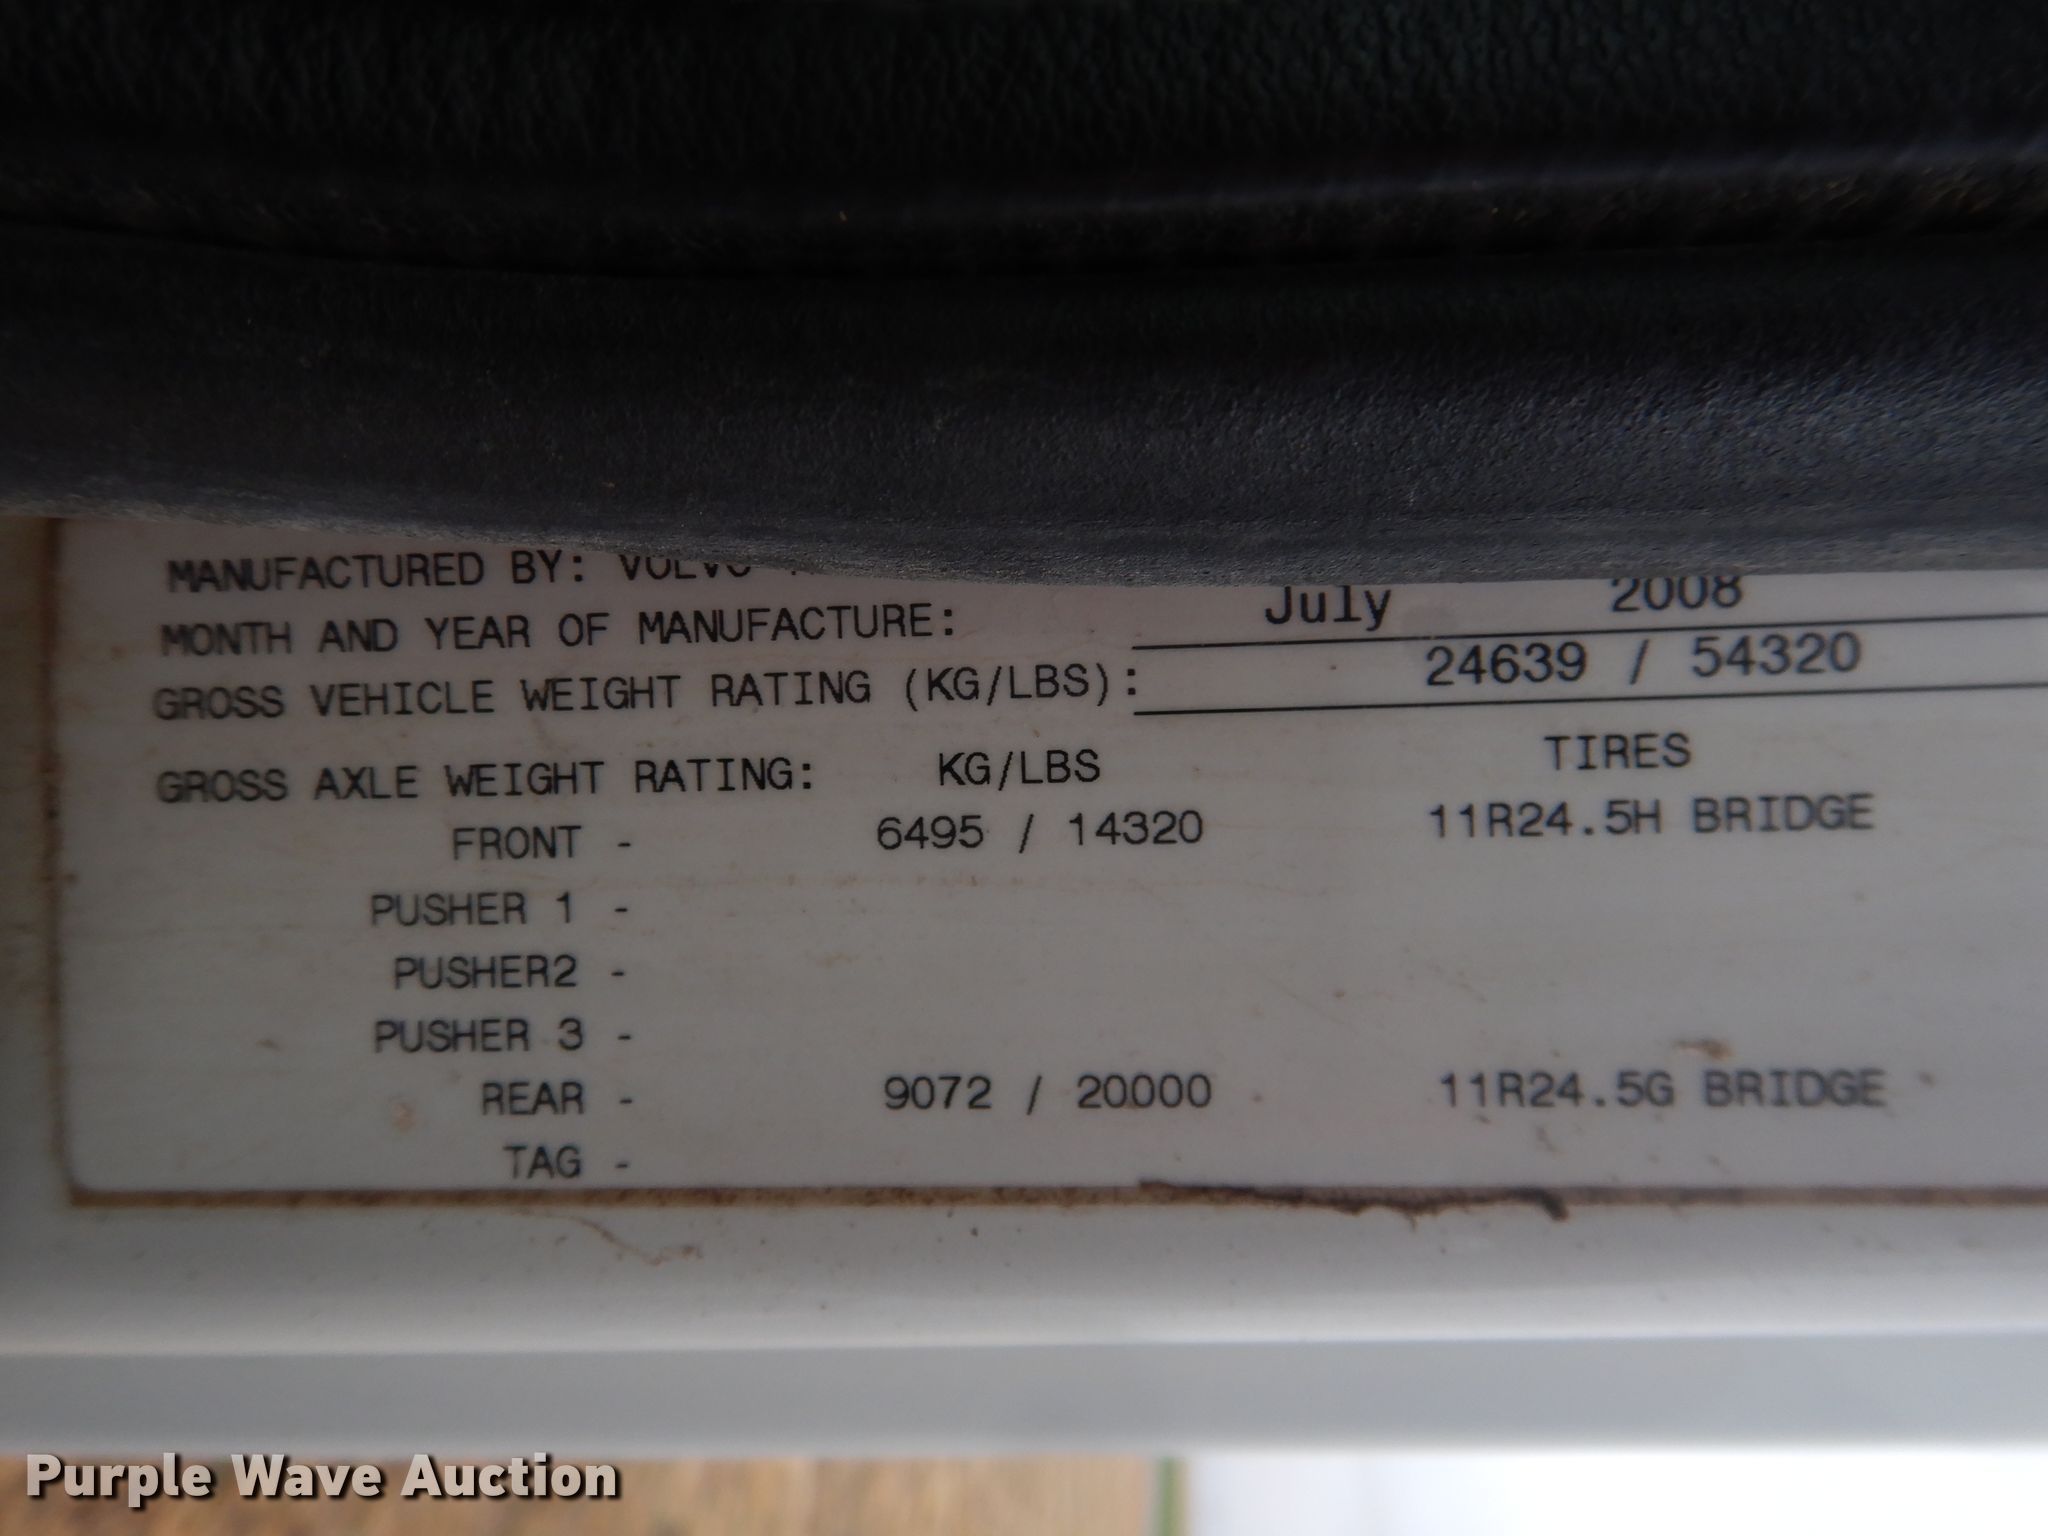 MANUFACTURED BY: VOLVO
MONTH AND YEAR OF MANUFACTURE: July 2008
GROSS VEHICLE WEIGHT RATING (KG/LBS): 24639 / 54320
GROSS AXLE WEIGHT RATING: KG/LBS TIRES
FRONT - 6495 / 14320 11R24.5H BRIDGE
PUSHER 1 -
PUSHER2 -
PUSHER 3 -
REAR - 9072 / 20000 11R24.5G BRIDGE
TAG -
Purple Wave Auction